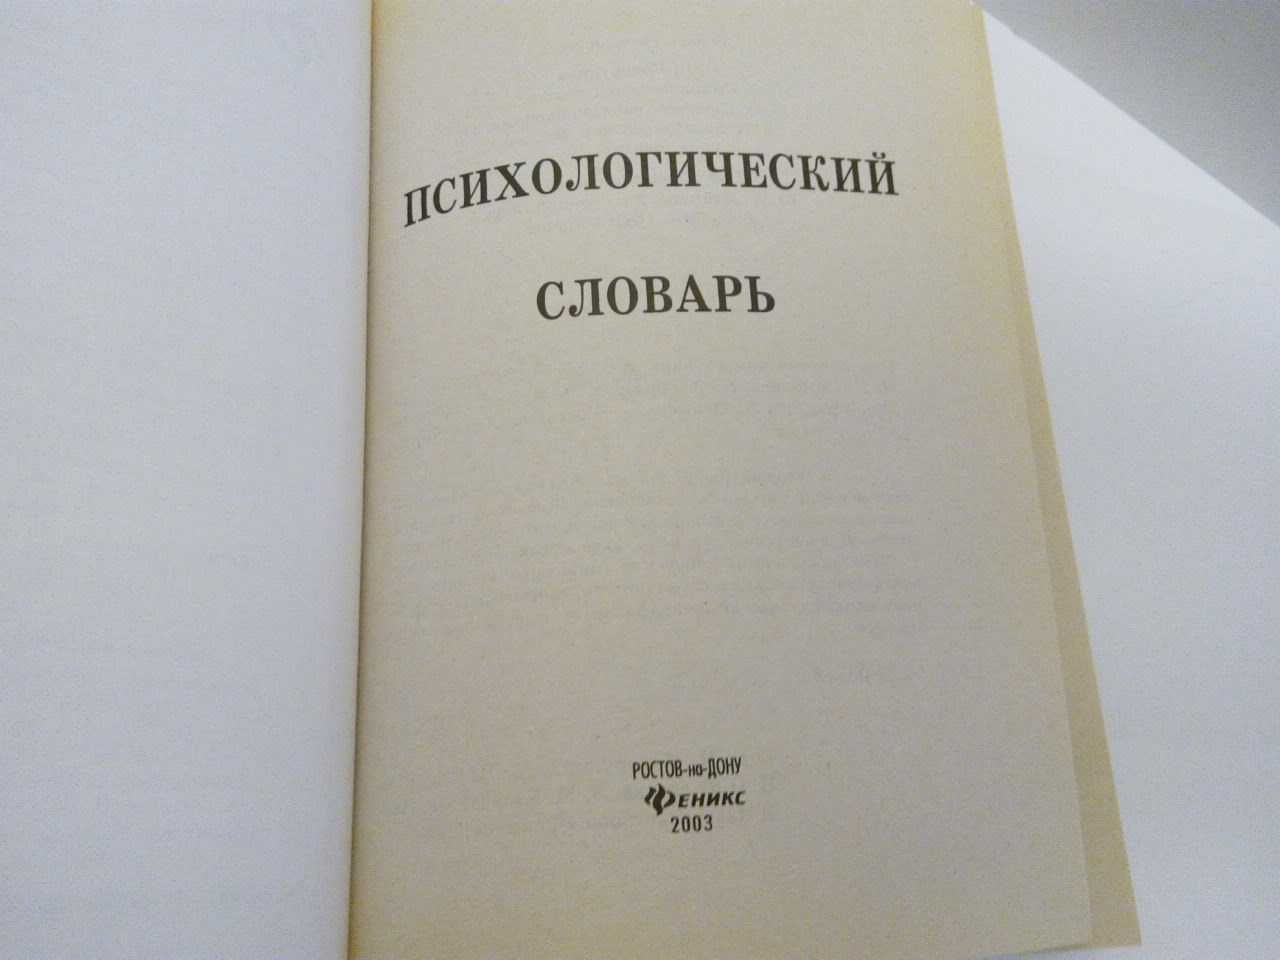 ПСИХОЛОГИЧЕСКИЙ
СЛОВАРЬ
РОСТОВ-на-ДОНУ
ФЕНИКС
2003